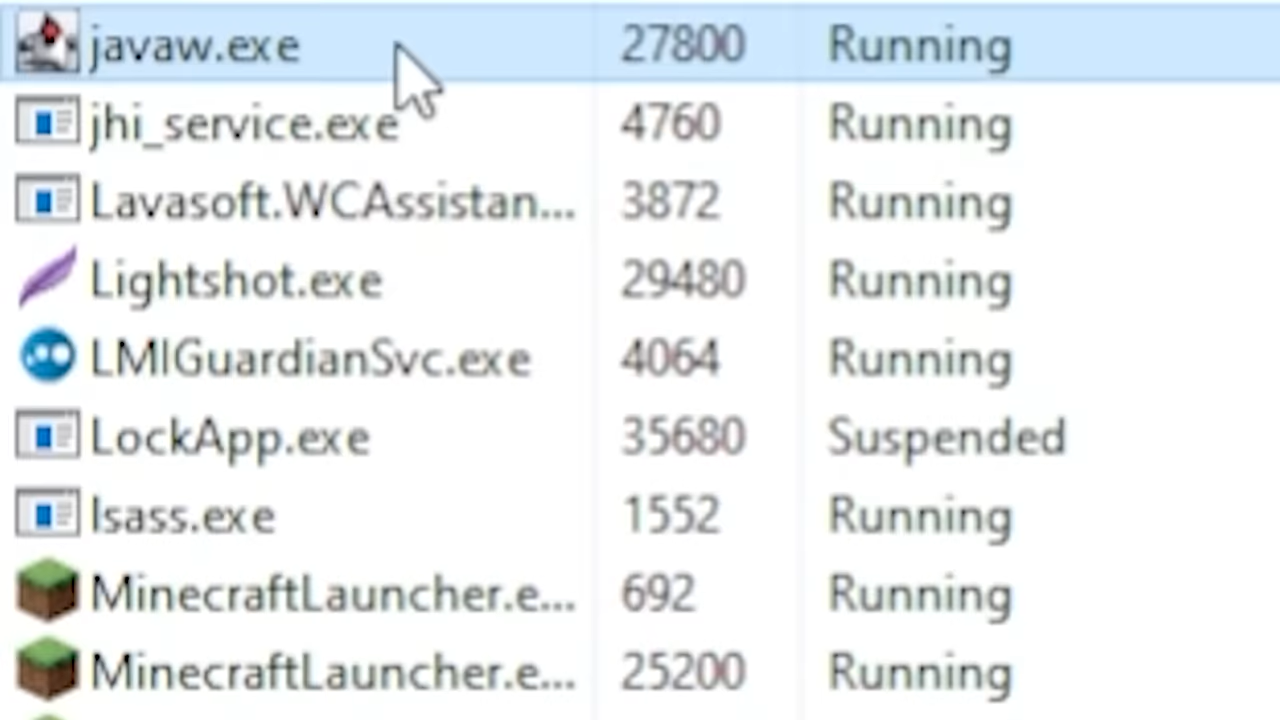 javaw.exe 27800 Running
jhi_service.exe 4760 Running
Lavasoft.WCAssistan... 3872 Running
Lightshot.exe 29480 Running
LMIGuardianSvc.exe 4064 Running
LockApp.exe 35680 Suspended
lsass.exe 1552 Running
MinecraftLauncher.e... 692 Running
MinecraftLauncher.e... 25200 Running